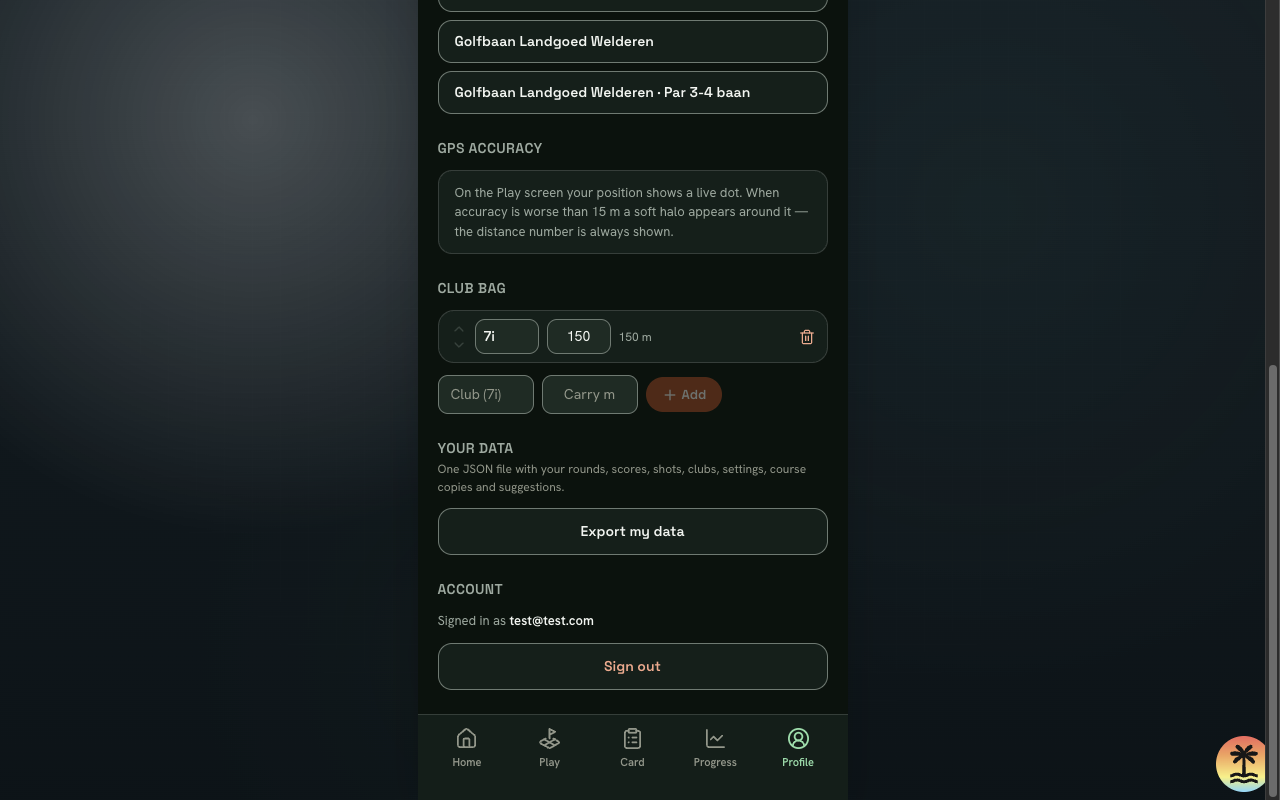 Golfbaan Landgoed Welderen
Golfbaan Landgoed Welderen · Par 3-4 baan
GPS ACCURACY
On the Play screen your position shows a live dot. When
accuracy is worse than 15 m a soft halo appears around it —
the distance number is always shown.
CLUB BAG
7i 150 150 m
Club (7i) Carry m + Add
YOUR DATA
One JSON file with your rounds, scores, shots, clubs, settings, course
copies and suggestions.
Export my data
ACCOUNT
Signed in as test@test.com
Sign out
Home Play Card Progress Profile